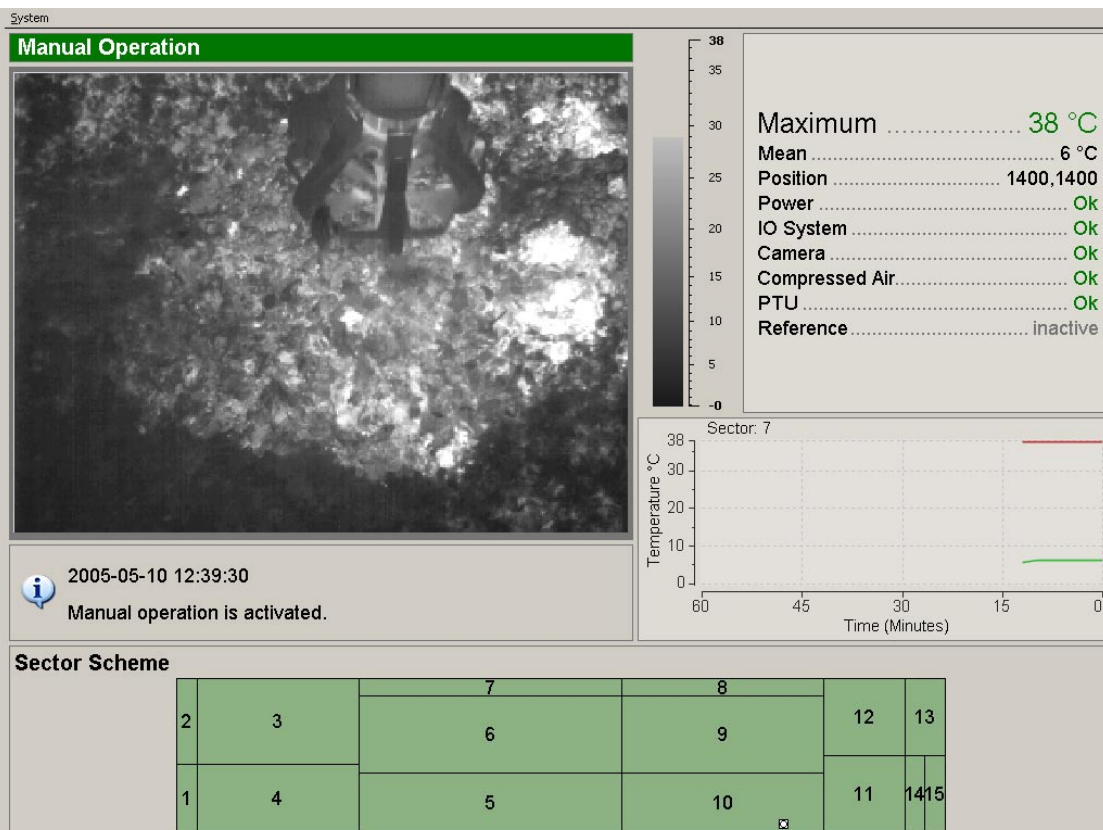 System
Manual Operation
38
35
30
25
20
15
10
5
-0
Maximum .................. 38 °C
Mean ........................................ 6 °C
Position ........................ 1400,1400
Power ....................................... Ok
IO System ................................ Ok
Camera .................................... Ok
Compressed Air......................... Ok
PTU .......................................... Ok
Reference .......................... inactive
Sector: 7
Temperature °C
38
30
20
10
0
60 45 30 15 0
Time (Minutes)
2005-05-10 12:39:30
Manual operation is activated.
Sector Scheme
7 8
2 3 6 9 12 13
1 4 5 10 11 14 15